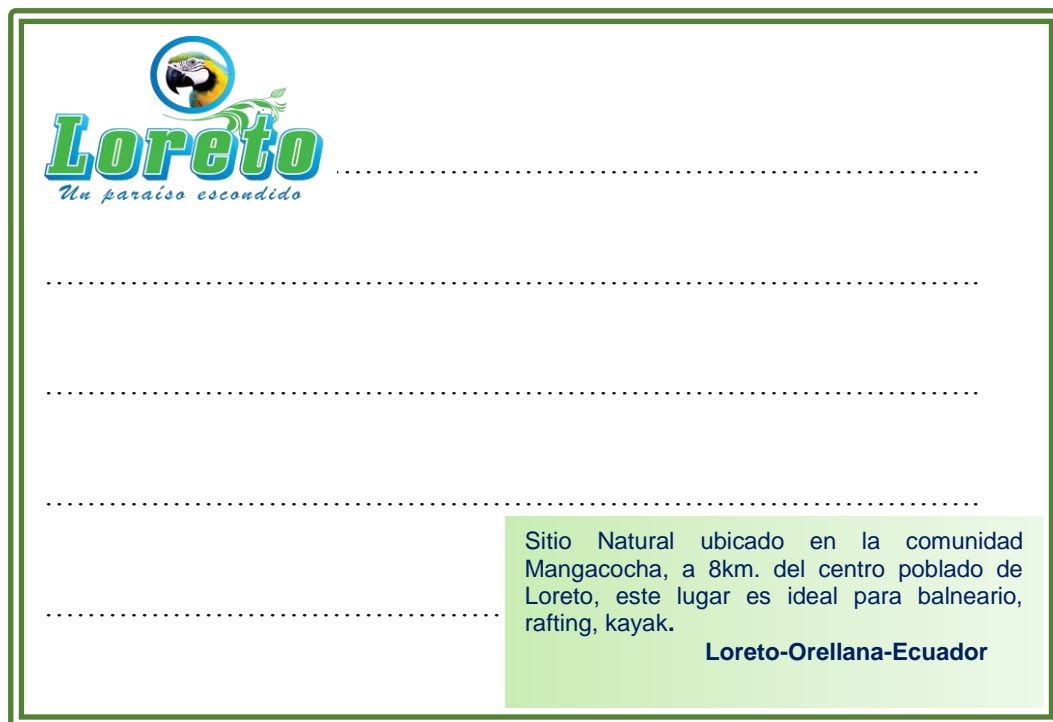 Loreto
Un paraíso escondido
Sitio Natural ubicado en la comunidad
Mangacocha, a 8km. del centro poblado de
Loreto, este lugar es ideal para balneario,
rafting, kayak.
Loreto-Orellana-Ecuador